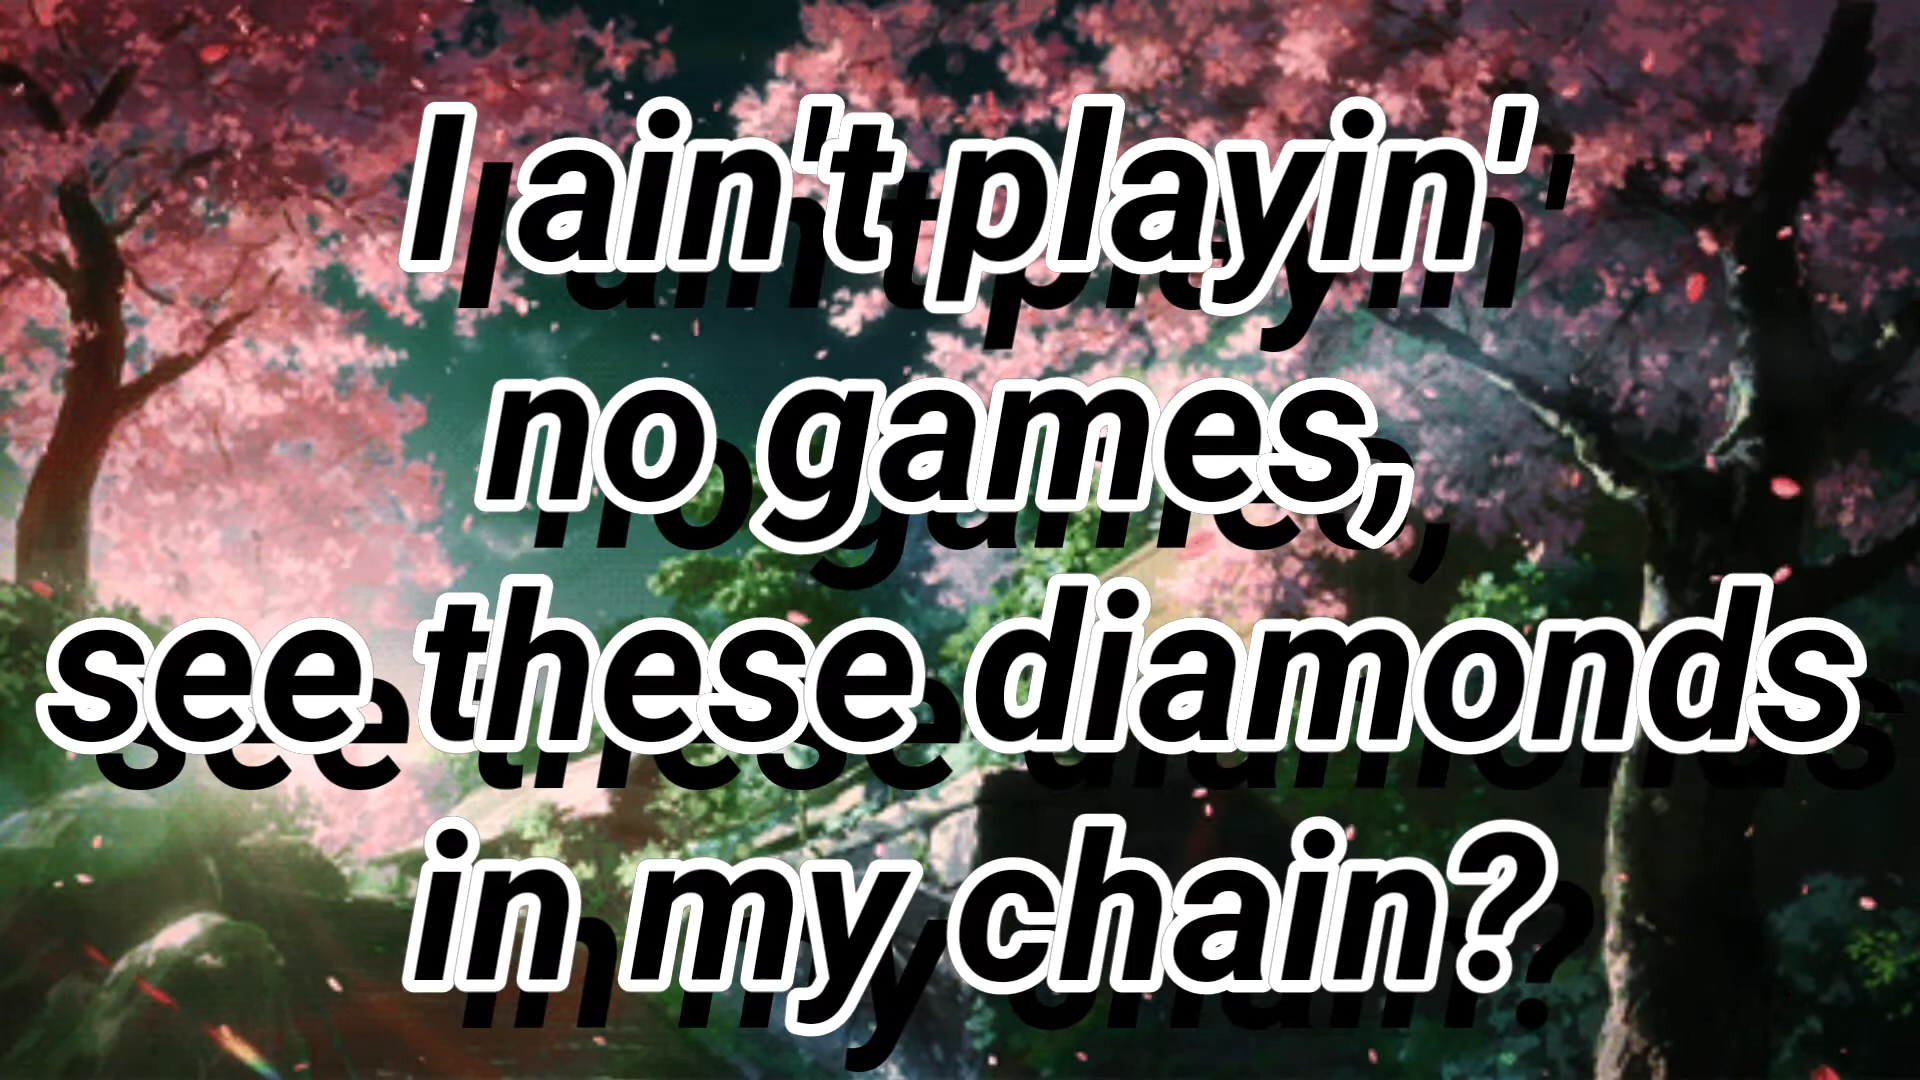 I ain't playin'
no games,
see these diamonds
in my chain?